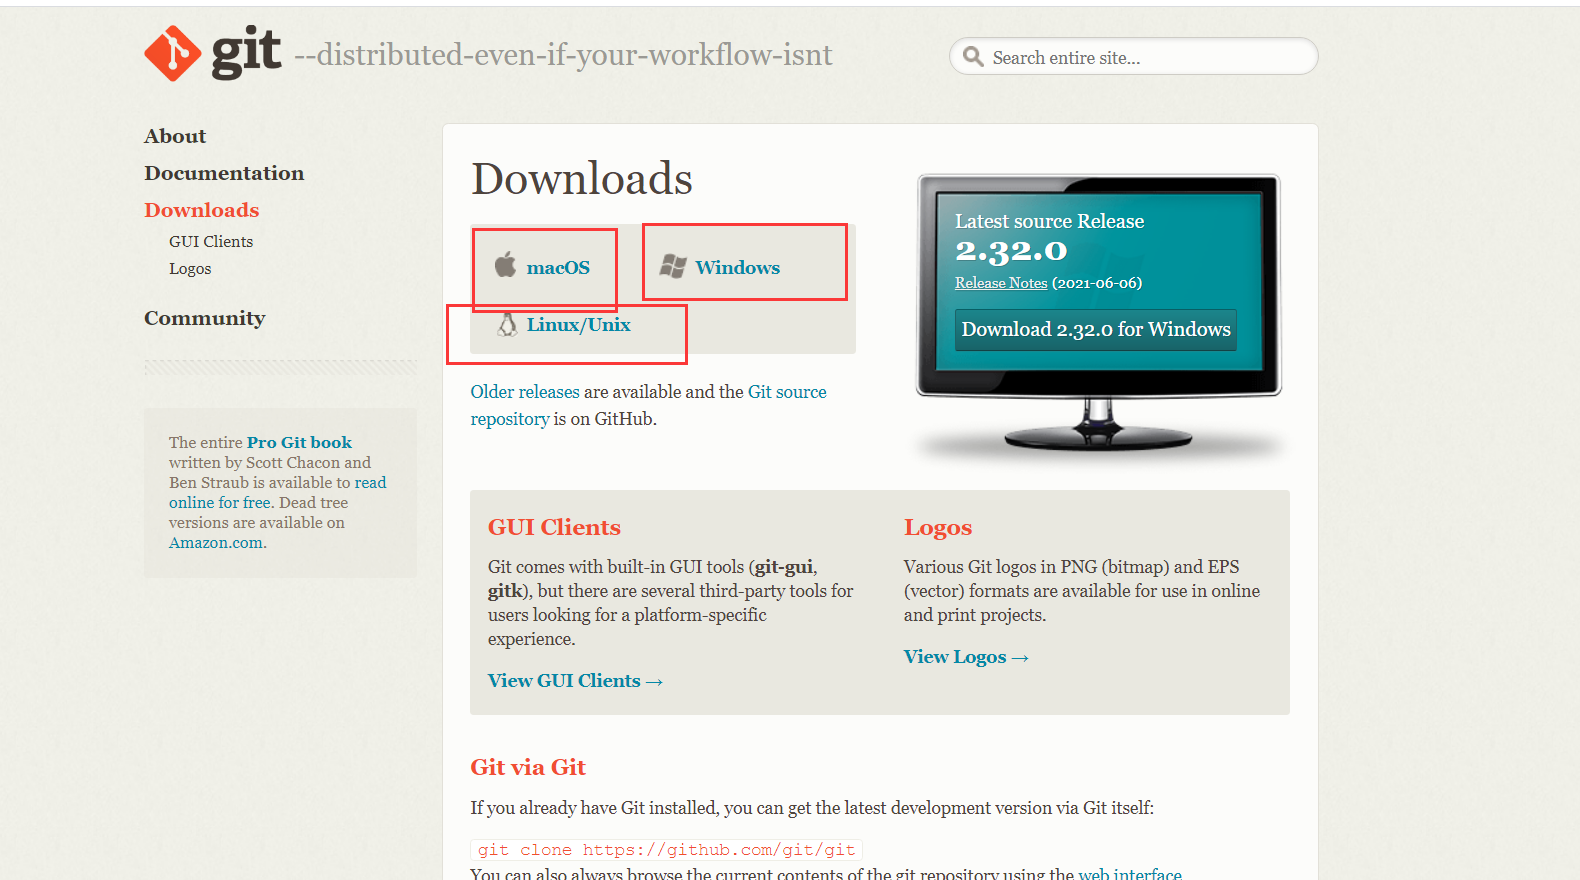 git --distributed-even-if-your-workflow-isnt
Search entire site...
About
Documentation
Downloads
GUI Clients
Logos
Community
The entire Pro Git book
written by Scott Chacon and
Ben Straub is available to read
online for free. Dead tree
versions are available on
Amazon.com.
Downloads
macOS
Windows
Linux/Unix
Older releases are available and the Git source
repository is on GitHub.
Latest source Release
2.32.0
Release Notes (2021-06-06)
Download 2.32.0 for Windows
GUI Clients
Git comes with built-in GUI tools (git-gui,
gitk), but there are several third-party tools for
users looking for a platform-specific
experience.
View GUI Clients →
Logos
Various Git logos in PNG (bitmap) and EPS
(vector) formats are available for use in online
and print projects.
View Logos →
Git via Git
If you already have Git installed, you can get the latest development version via Git itself:
git clone https://github.com/git/git
You can also always browse the current contents of the git repository using the web interface.